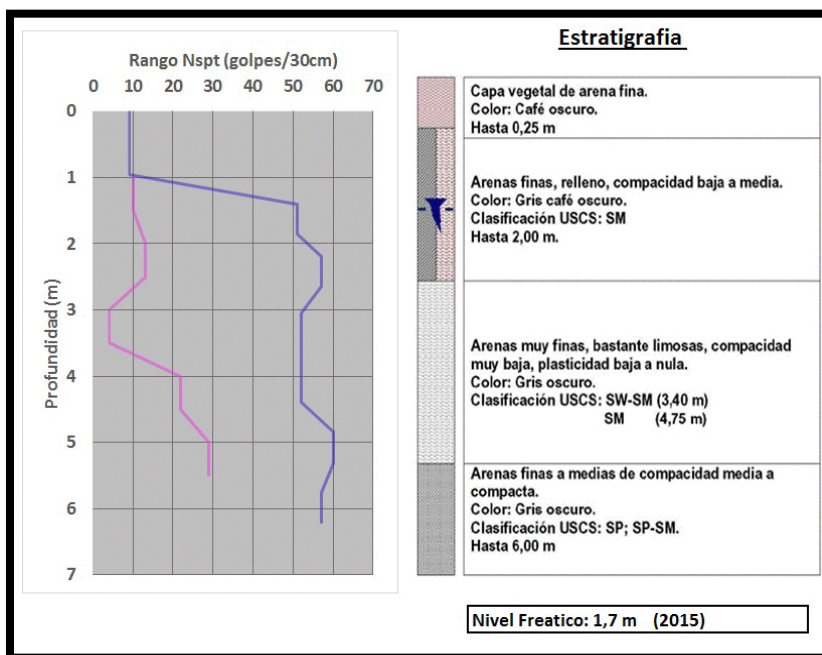 Rango Nspt (golpes/30cm)
0 10 20 30 40 50 60 70
0
1
2
3
4
5
6
7
Profundidad (m)
Estratigrafia
Capa vegetal de arena fina.
Color: Café oscuro.
Hasta 0,25 m
Arenas finas, relleno, compacidad baja a media.
Color: Gris café oscuro.
Clasificación USCS: SM
Hasta 2,00 m.
Arenas muy finas, bastante limosas, compacidad
muy baja, plasticidad baja a nula.
Color: Gris oscuro.
Clasificación USCS: SW-SM (3,40 m)
SM (4,75 m)
Arenas finas a medias de compacidad media a
compacta.
Color: Gris oscuro.
Clasificación USCS: SP; SP-SM.
Hasta 6,00 m
Nivel Freatico: 1,7 m (2015)